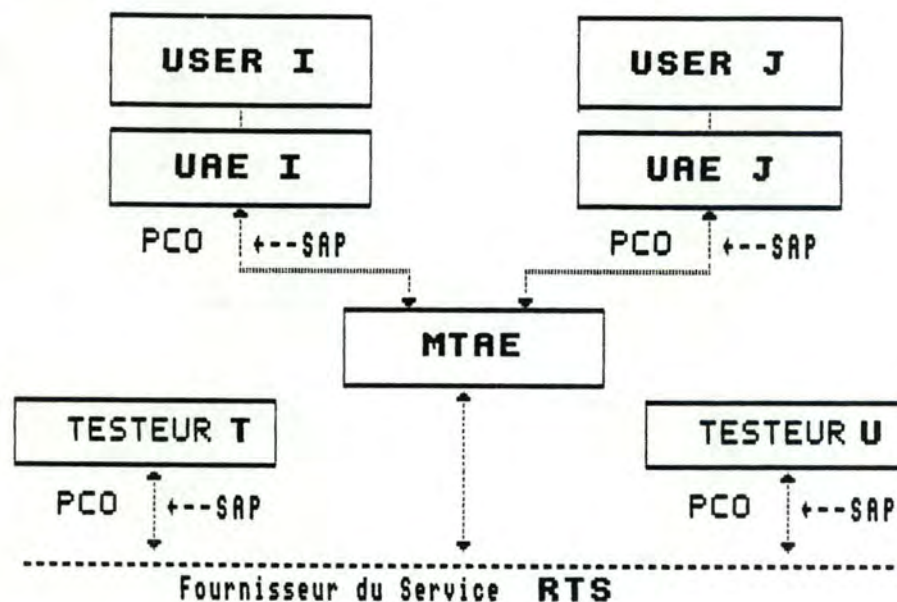 USER I USER J
UAE I UAE J
PCO ←--SAP PCO ←--SAP
MTAE
TESTEUR T TESTEUR U
PCO ←--SAP PCO ←--SAP
Fournisseur du Service RTS